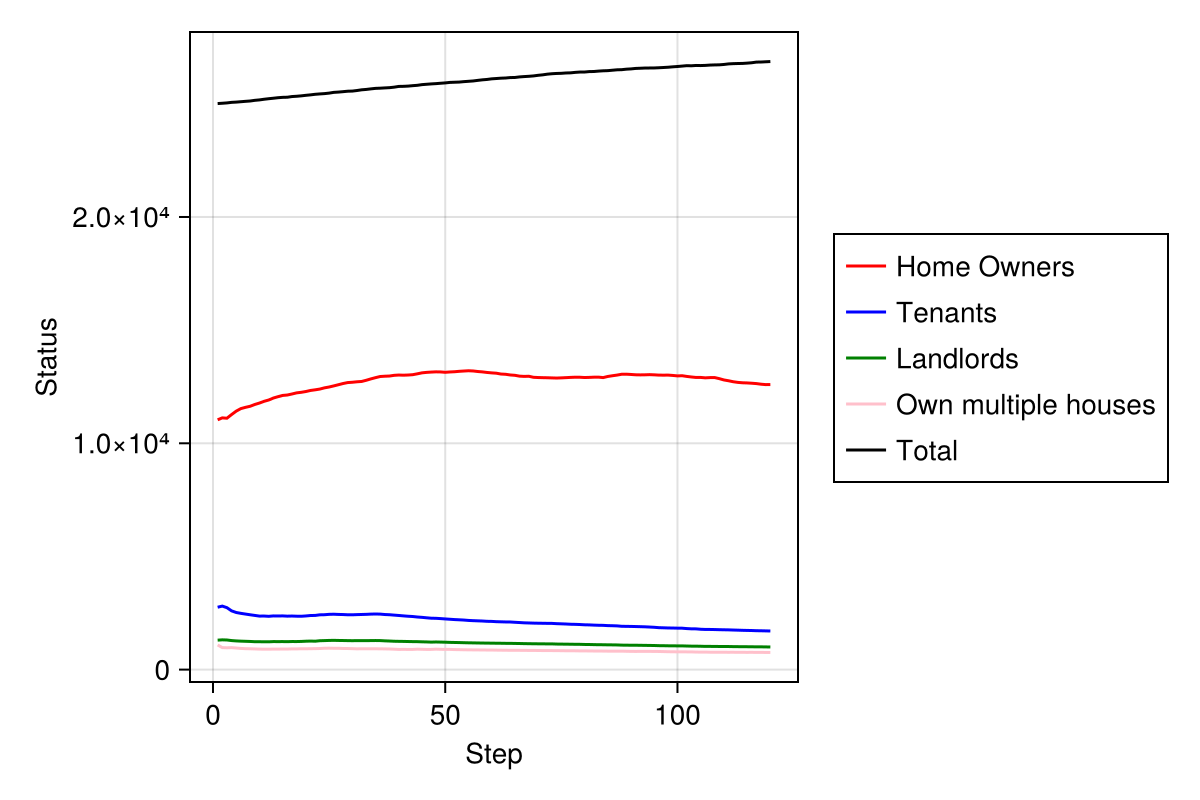 Status
2.0×10⁴
1.0×10⁴
0
0 50 100
Step
Home Owners
Tenants
Landlords
Own multiple houses
Total